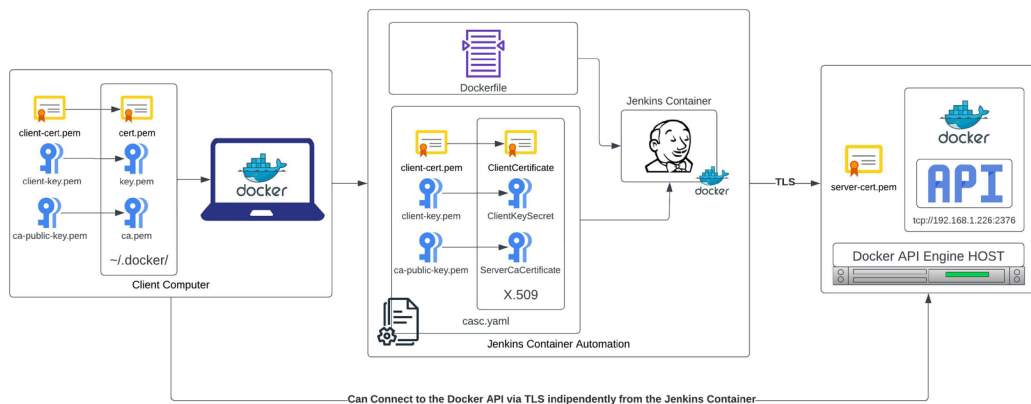 client-cert.pem
cert.pem
client-key.pem
key.pem
ca-public-key.pem
ca.pem
~/.docker/
docker
Client Computer
Dockerfile
client-cert.pem
ClientCertificate
client-key.pem
ClientKeySecret
ca-public-key.pem
ServerCaCertificate
X.509
casc.yaml
Jenkins Container
docker
Jenkins Container Automation
TLS
server-cert.pem
docker
API
tcp://192.168.1.226:2376
Docker API Engine HOST
Can Connect to the Docker API via TLS indipendently from the Jenkins Container